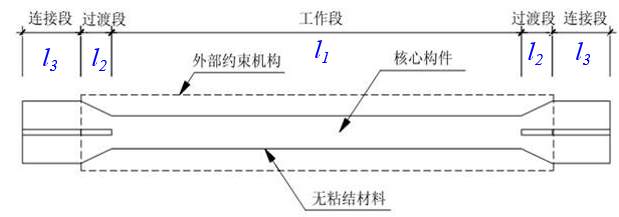 连接段 过渡段 工作段 过渡段 连接段
l3 l2 l1 l2 l3
外部约束机构 核心构件
无粘结材料